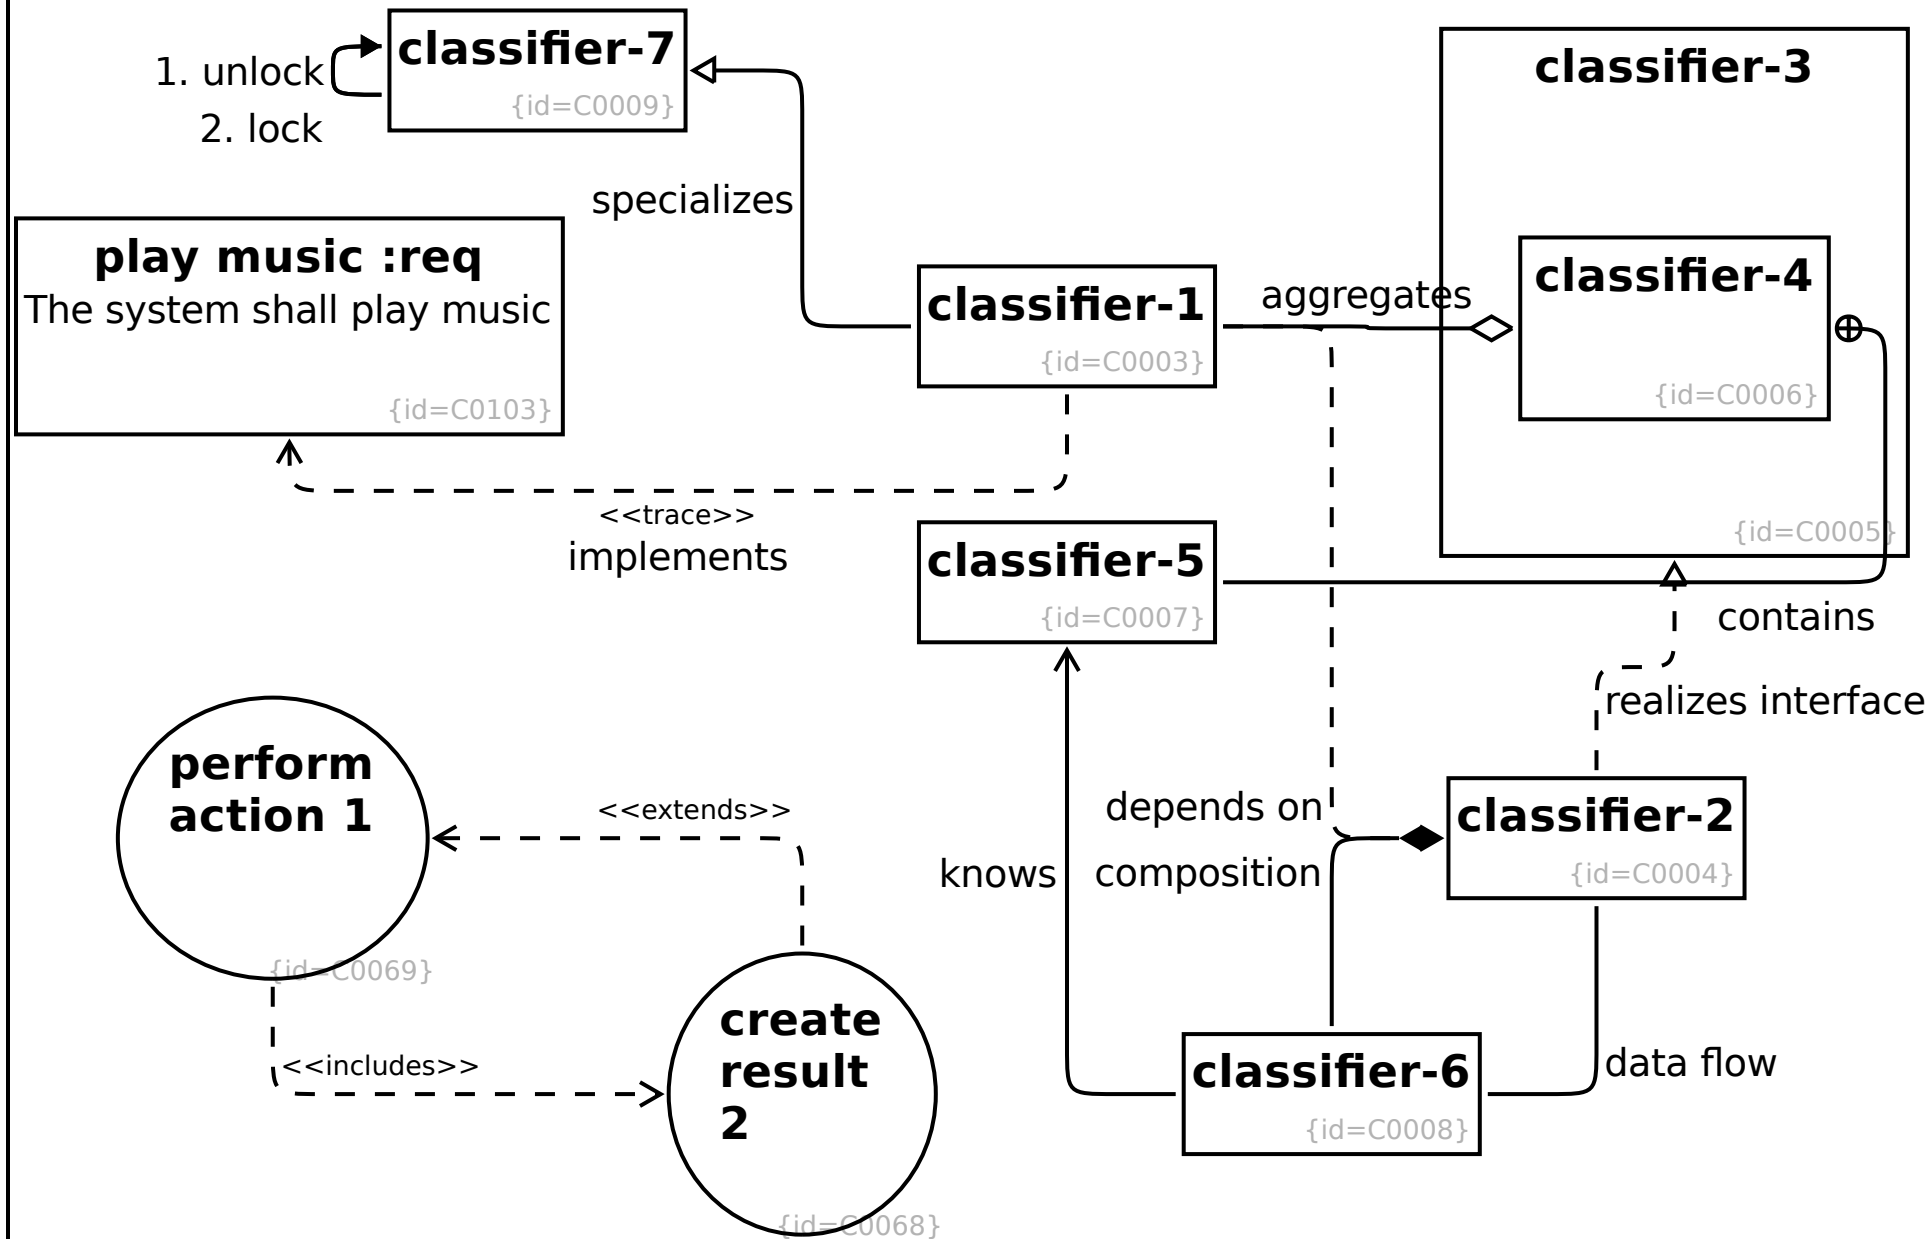 classifier-7
{id=C0009}
1. unlock
2. lock
classifier-3
specializes
play music :req
The system shall play music
{id=C0103}
classifier-1
{id=C0003}
aggregates
classifier-4
{id=C0006}
{id=C0005}
<<trace>>
implements
classifier-5
{id=C0007}
contains
realizes interface
perform
action 1
{id=C0069}
<<extends>>
depends on
knows
composition
classifier-2
{id=C0004}
<<includes>>
create
result
2
{id=C0068}
classifier-6
{id=C0008}
data flow